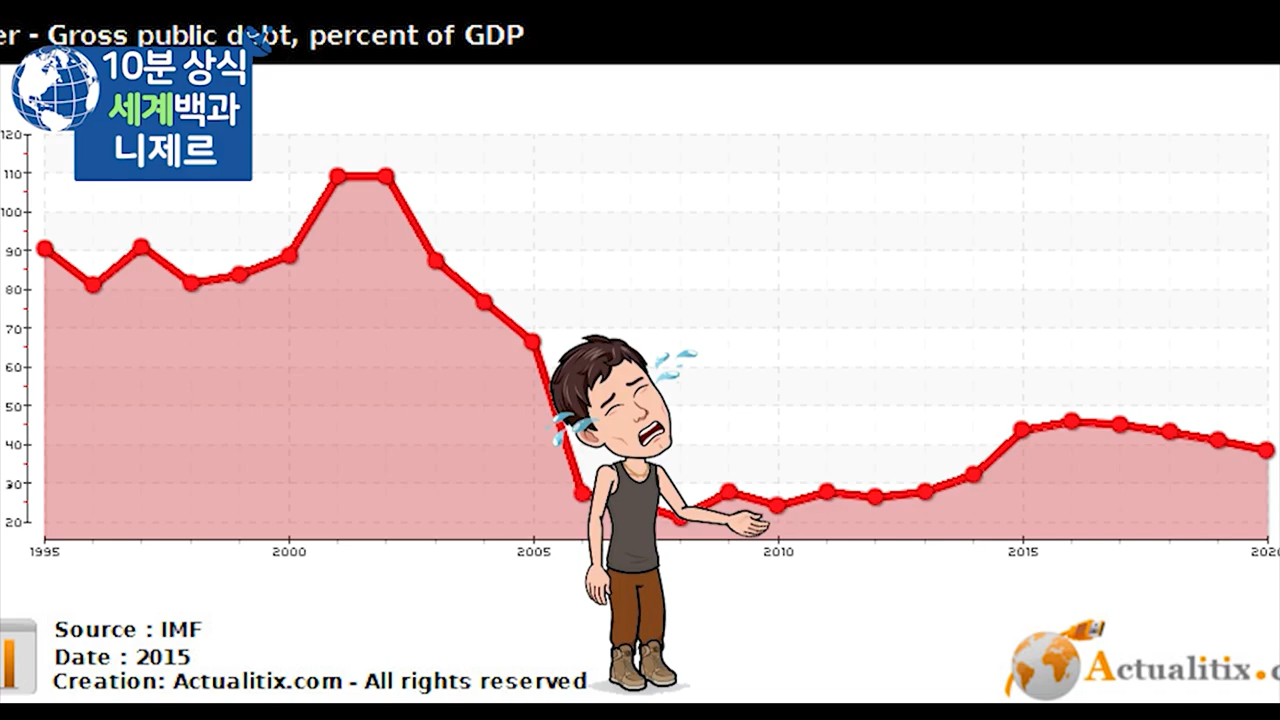 er - Gross public debt, percent of GDP
10분 상식
세계백과
니제르
120
110
100
90
80
70
60
50
40
30
20
1995
2000
2005
2010
2015
202
Source : IMF
Date : 2015
Creation: Actualitix.com - All rights reserved
Actualitix.c